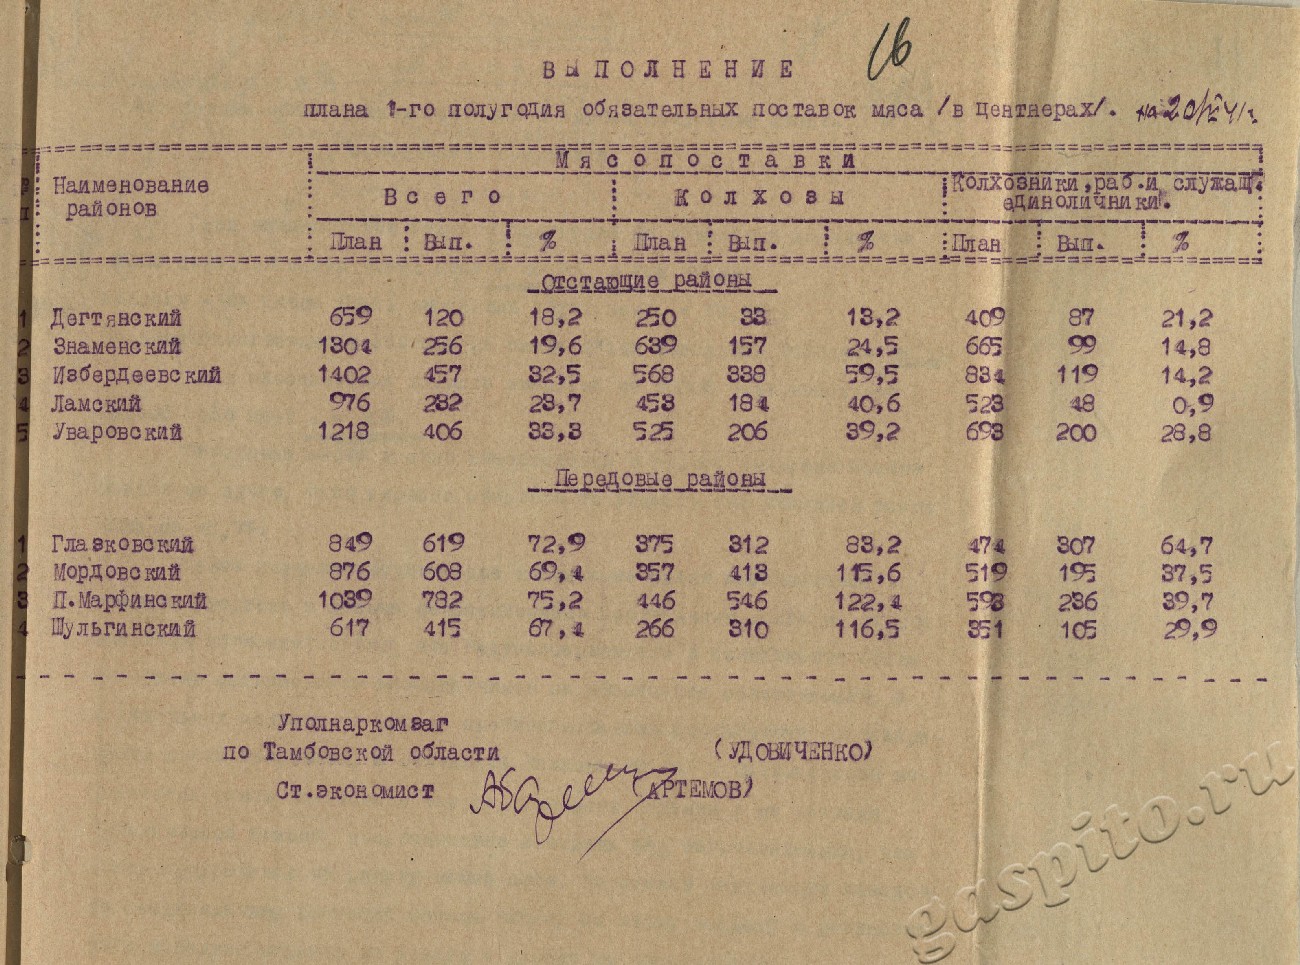 16
ВЫПОЛНЕНИЕ
плана 1-го полугодия обязательных поставок мяса /в центнерах/. на 20/VI 41г.
Мясопоставки
Наименование районов Всего Колхозы Колхозники, раб.и служащ. единоличники.
План Вып. % План Вып. % План Вып. %
Отстающие районы
1 Дегтянский 659 120 18,2 250 33 13,2 409 87 21,2
2 Знаменский 1304 256 19,6 639 157 24,5 665 99 14,8
3 Избердеевский 1402 457 32,5 568 338 59,5 834 119 14,2
4 Ламский 976 232 23,7 453 184 40,6 523 48 0,9
5 Уваровский 1218 406 33,3 525 206 39,2 693 200 28,8
Передовые районы
1 Глазковский 849 619 72,9 375 312 83,2 474 307 64,7
2 Мордовский 876 608 69,4 357 413 115,6 519 195 37,5
3 П.Марфинский 1039 782 75,2 446 546 122,4 593 236 39,7
4 Шульгинский 617 415 67,4 266 310 116,5 351 105 29,9
Уполнаркомзаг
по Тамбовской области (УДОВИЧЕНКО)
Ст.экономист (АРТЕМОВ)
gaspito.ru